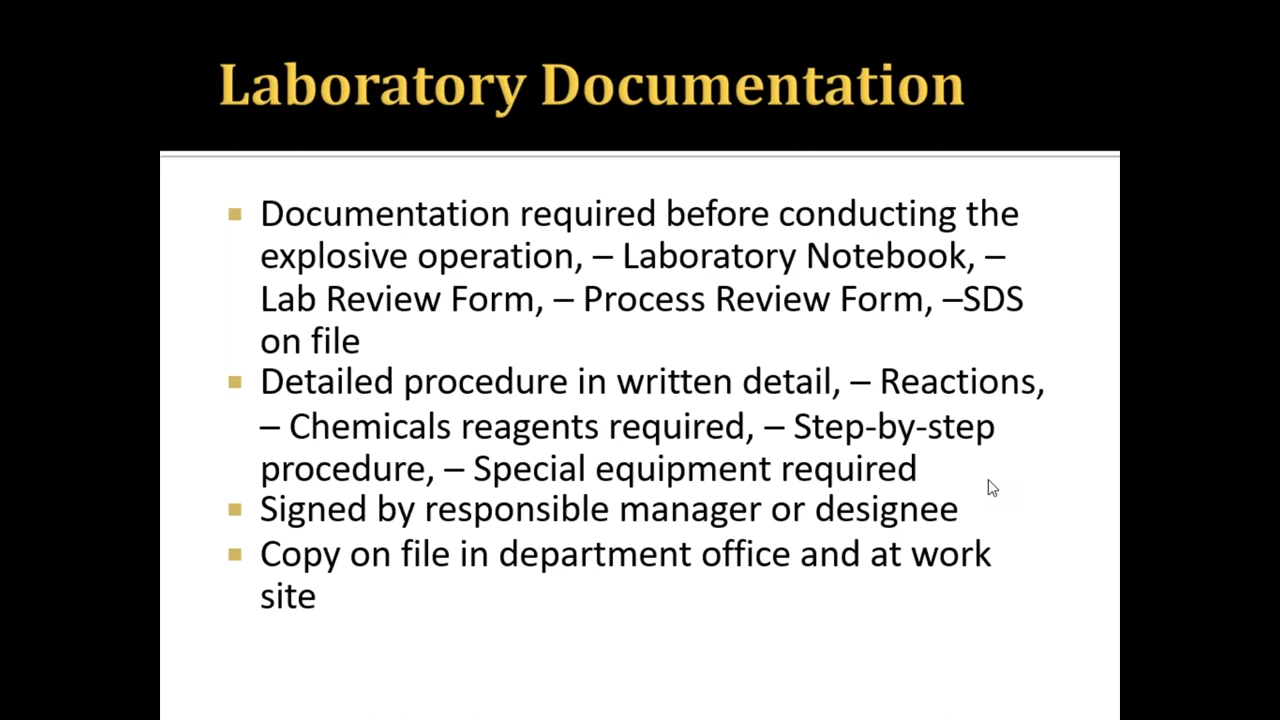 Laboratory Documentation
Documentation required before conducting the
explosive operation, – Laboratory Notebook, –
Lab Review Form, – Process Review Form, –SDS
on file
Detailed procedure in written detail, – Reactions,
– Chemicals reagents required, – Step-by-step
procedure, – Special equipment required
Signed by responsible manager or designee
Copy on file in department office and at work
site